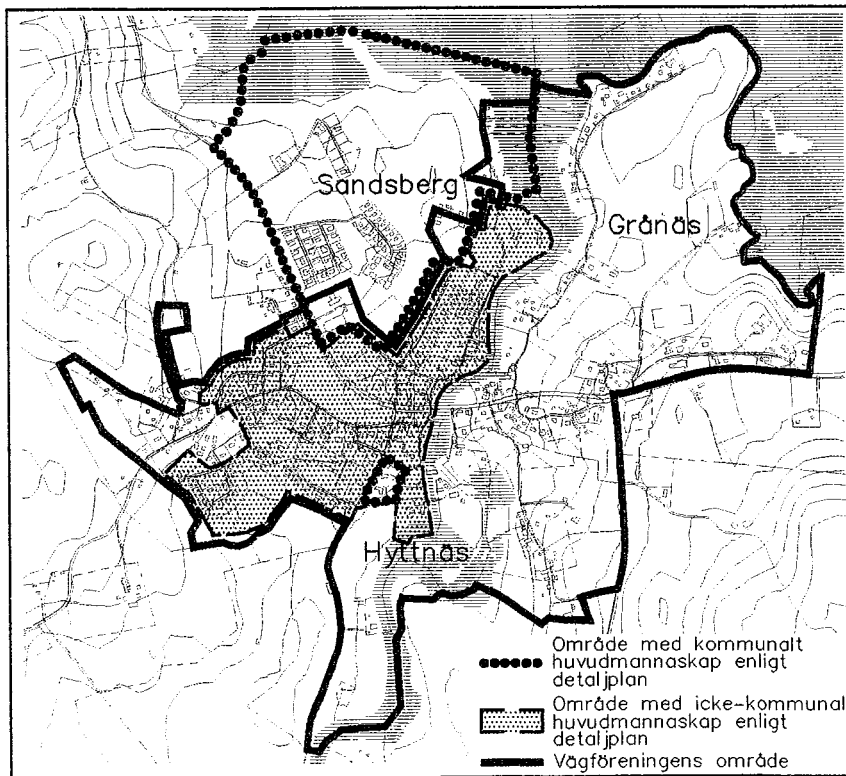 Sandsberg
Grånäs
Hyttnäs
Område med kommunalt
huvudmannaskap enligt
detaljplan
Område med icke-kommunal
huvudmannaskap enligt
detaljplan
Vägföreningens område